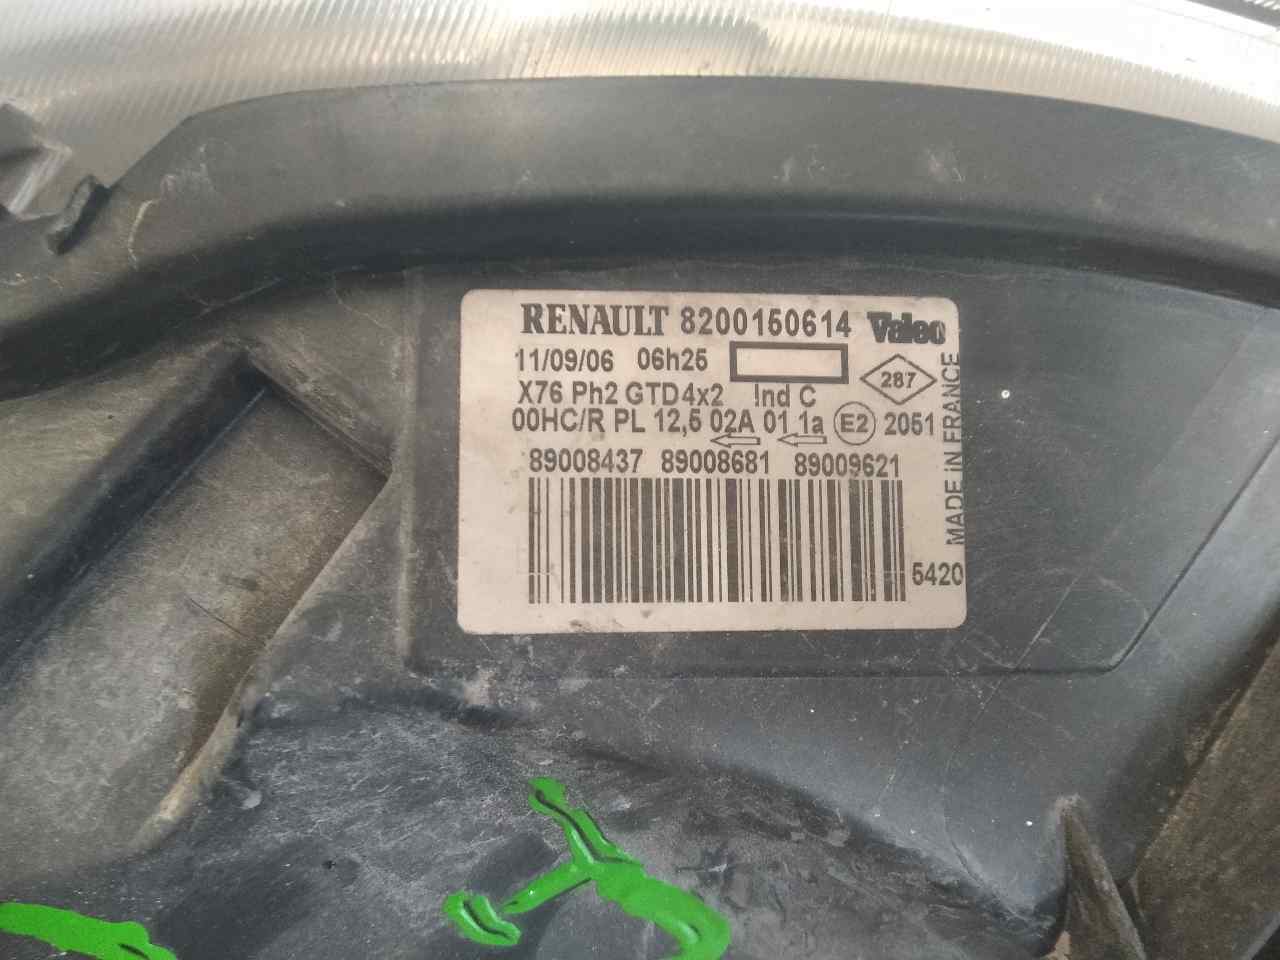 RENAULT 8200150614 Valeo
11/09/06 06h25
287
X76 Ph2 GTD4x2 Ind C
00HC/R PL 12,5 02A 01 1a E2 2051
89008437 89008681 89009621
5420
MADE IN FRANCE